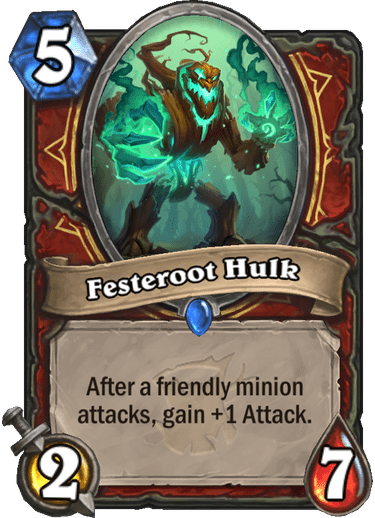 5
Festeroot Hulk
After a friendly minion
attacks, gain +1 Attack.
2
7